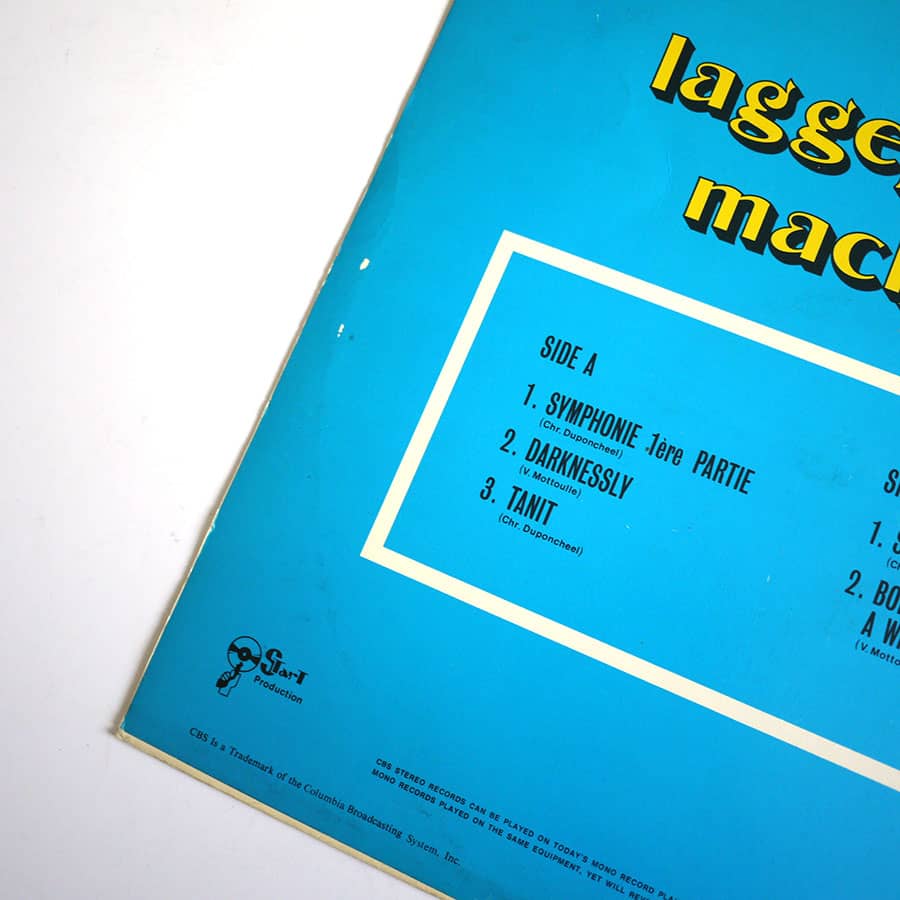 lagge
mach
SIDE A
1. SYMPHONIE 1ère PARTIE
(Chr. Duponcheel)
2. DARKNESSLY
(V. Mottoulle)
3. TANIT
(Chr. Duponcheel)
1.
2. BO
A W
(V. Motto
Start
Production
CBS Is a Trademark of the Columbia Broadcasting System, Inc.
CBS STEREO RECORDS CAN BE PLAYED ON TODAY'S MONO RECORD
MONO RECORDS PLAYED ON THE SAME EQUIPMENT, YET WILL